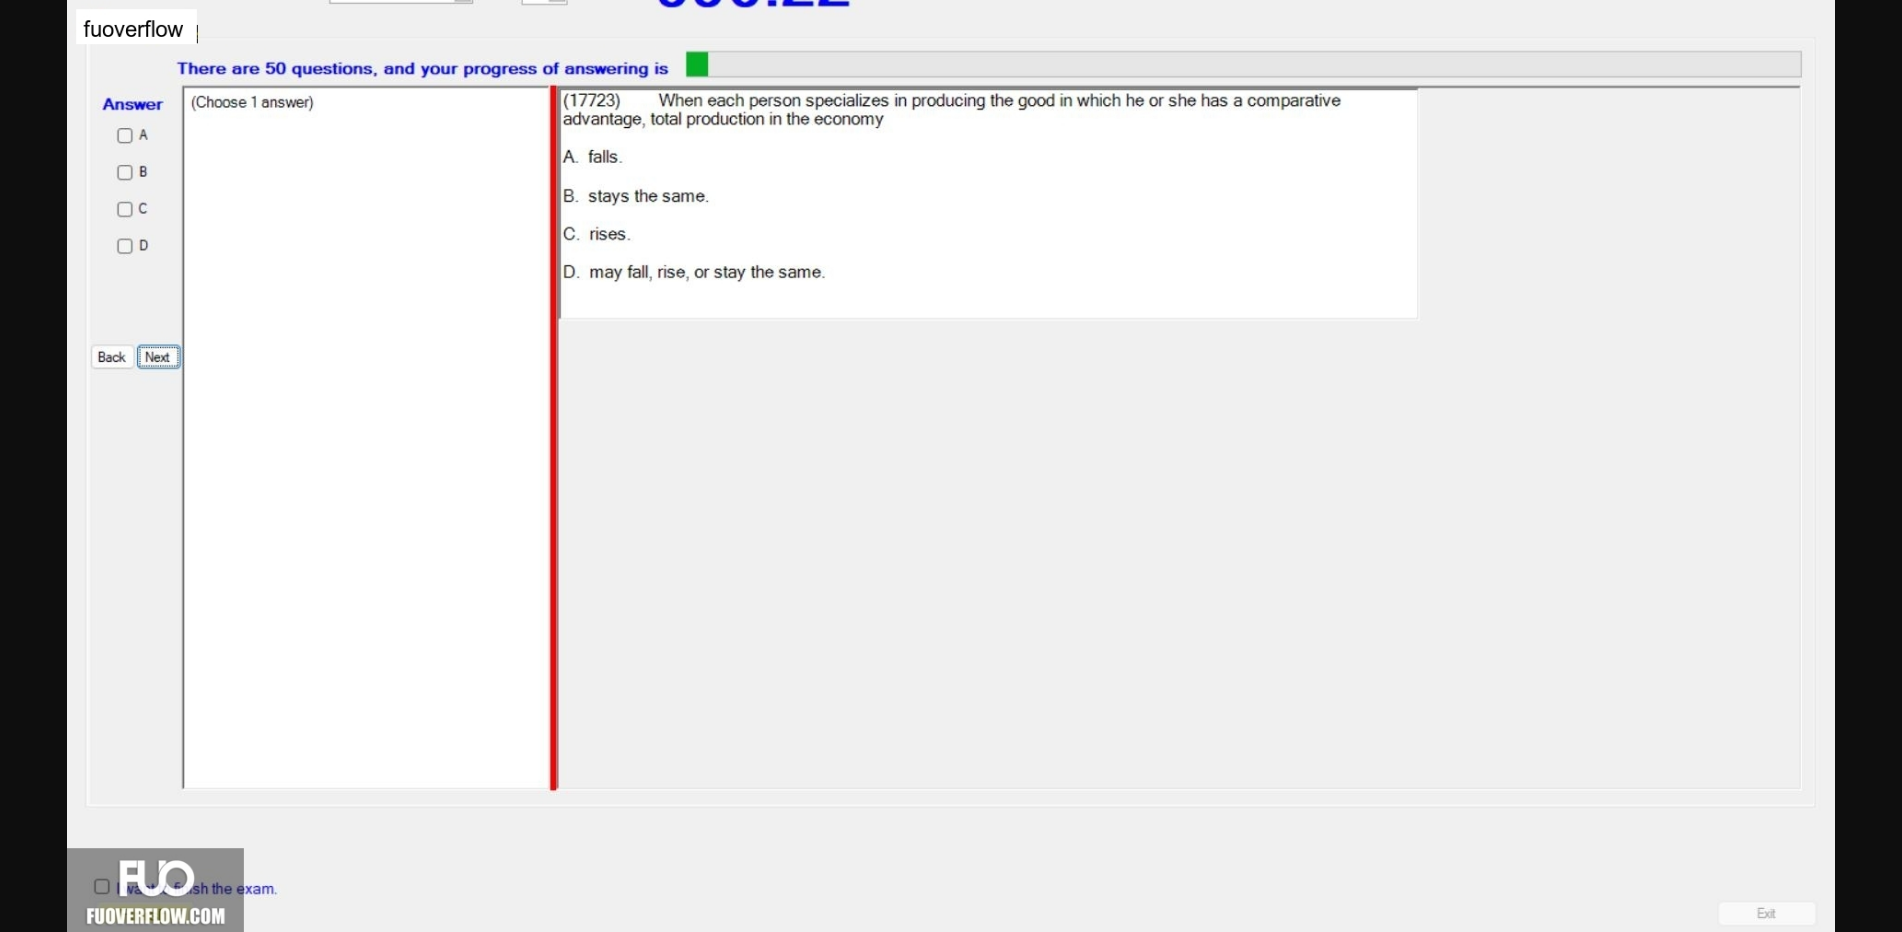 fuoverflow
There are 50 questions, and your progress of answering is
Answer
(Choose 1 answer)
A
B
C
D
Back
Next
(17723) When each person specializes in producing the good in which he or she has a comparative
advantage, total production in the economy
A. falls.
B. stays the same.
C. rises.
D. may fall, rise, or stay the same.
FUO
I want to finish the exam.
FUOVERFLOW.COM
Exit